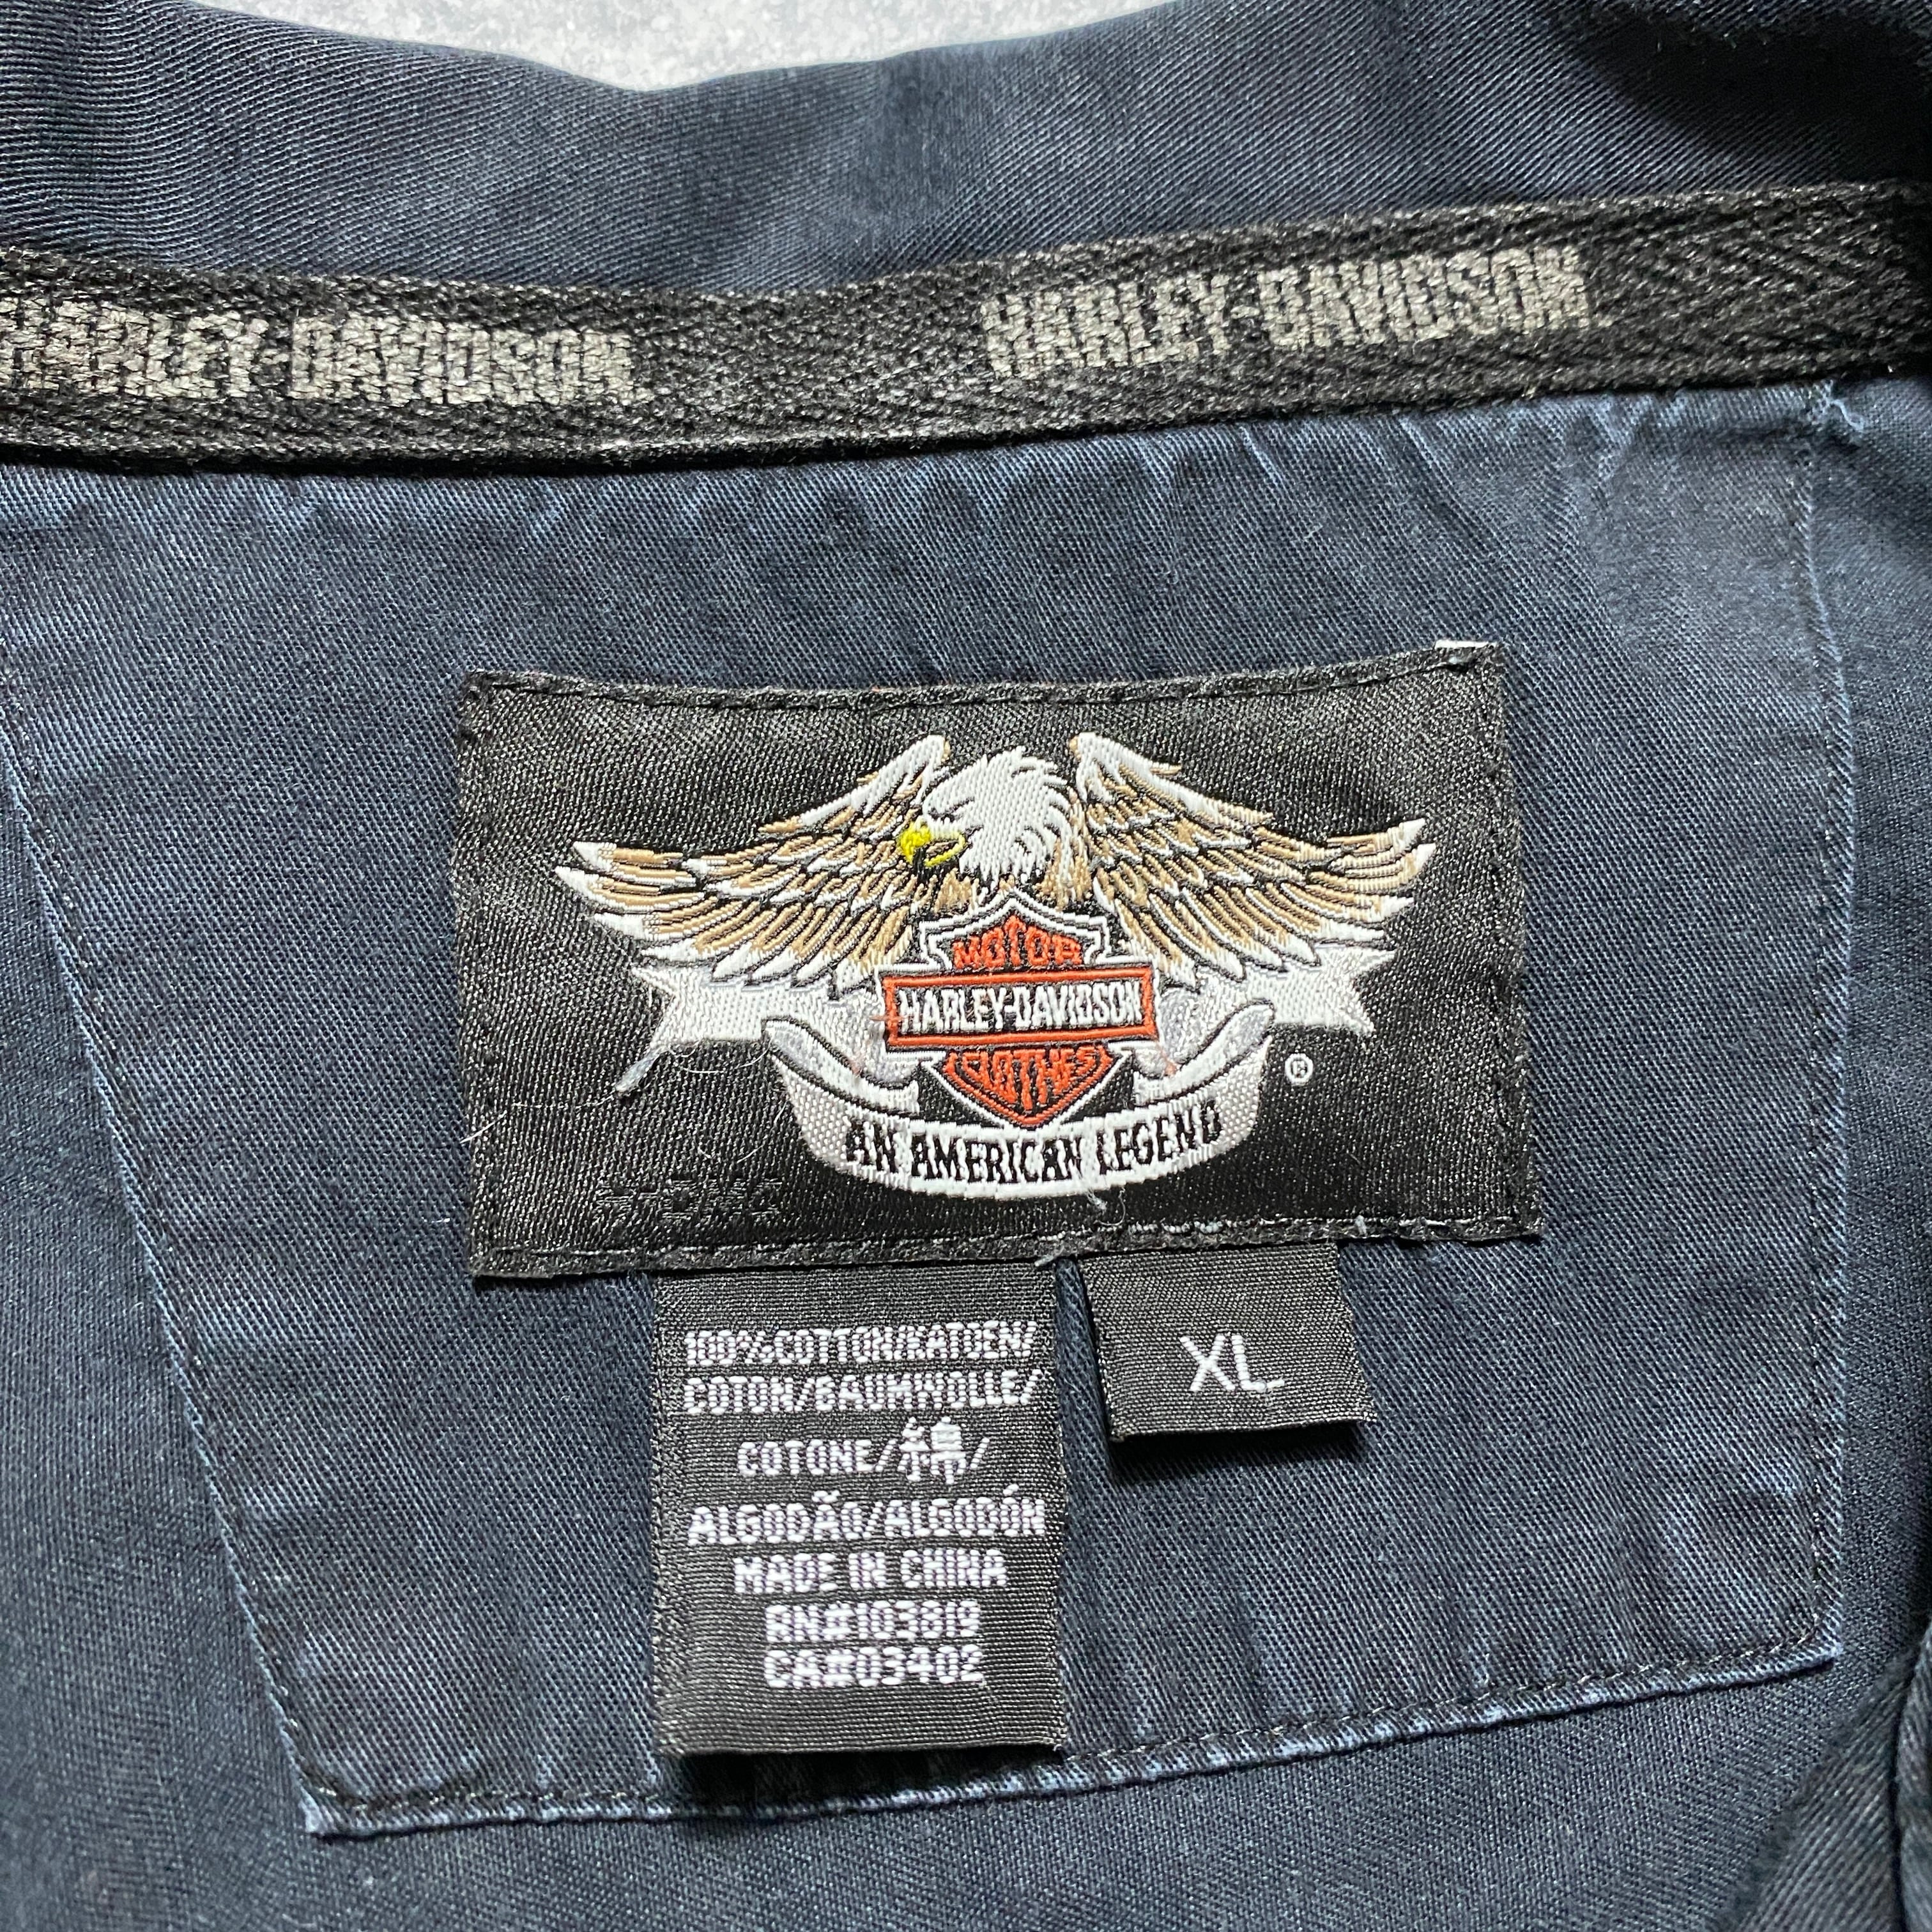 HARLEY-DAVIDSON HARLEY-DAVIDSON
MOTOR
HARLEY-DAVIDSON
CLOTHES
®
AN AMERICAN LEGEND
100%COTTON/KATOEN/
COTON/BAUMWOLLE/
COTONE/綿/
ALGODÃO/ALGODÓN
MADE IN CHINA
RN#103819
CA#03402
XL